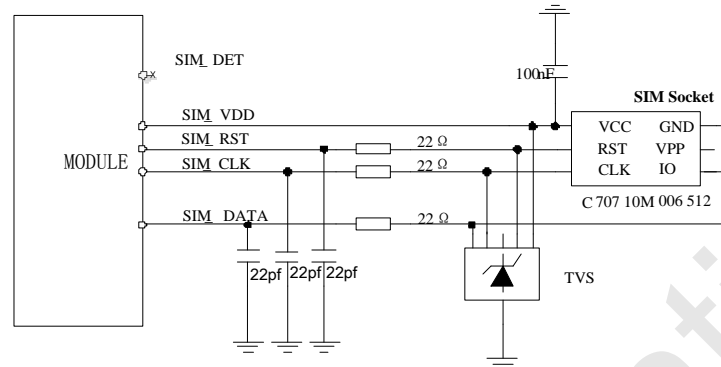 SIM_DET
100nF
SIM Socket
SIM_VDD
VCC GND
SIM_RST 22 Ω
RST VPP
MODULE
SIM_CLK 22 Ω
CLK IO
C 707 10M 006 512
SIM_DATA 22 Ω
22pf 22pf 22pf
TVS